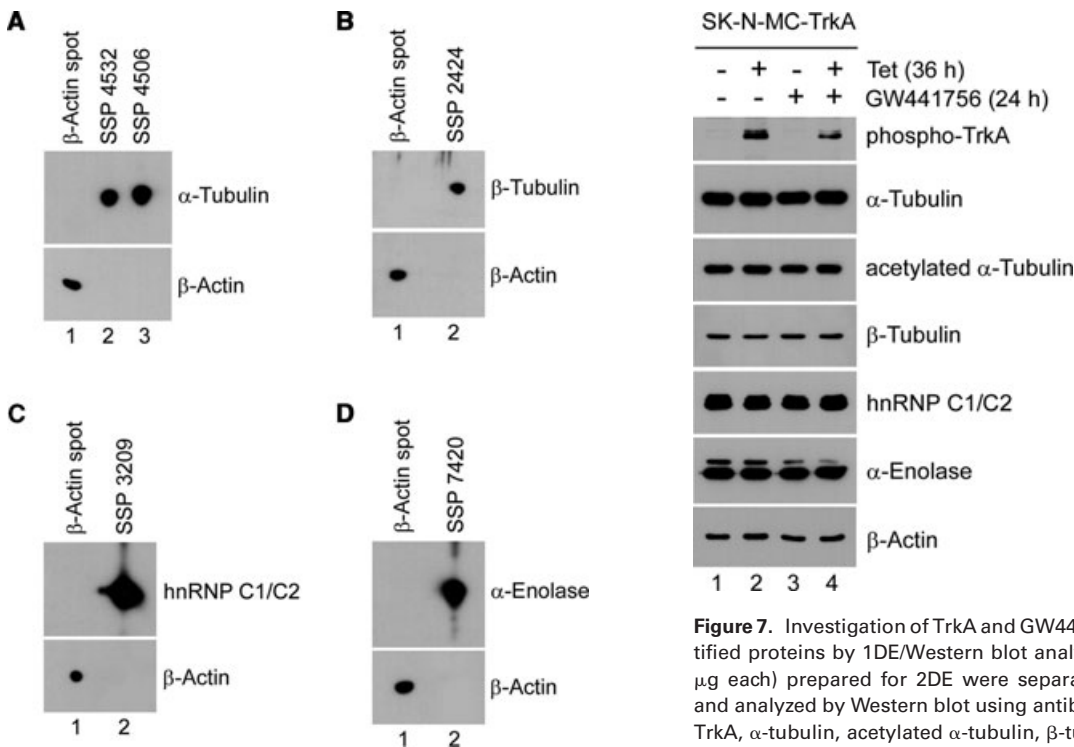 A
β-Actin spot
SSP 4532
SSP 4506
α-Tubulin
β-Actin
1 2 3
B
β-Actin spot
SSP 2424
β-Tubulin
β-Actin
1 2
C
β-Actin spot
SSP 3209
hnRNP C1/C2
β-Actin
1 2
D
β-Actin spot
SSP 7420
α-Enolase
β-Actin
1 2
SK-N-MC-TrkA
- + - + Tet (36 h)
- - + + GW441756 (24 h)
phospho-TrkA
α-Tubulin
acetylated α-Tubulin
β-Tubulin
hnRNP C1/C2
α-Enolase
β-Actin
1 2 3 4
Figure 7. Investigation of TrkA and GW44
tified proteins by 1DE/Western blot anal
μg each) prepared for 2DE were separa
and analyzed by Western blot using antib
TrkA, α-tubulin, acetylated α-tubulin, β-tu